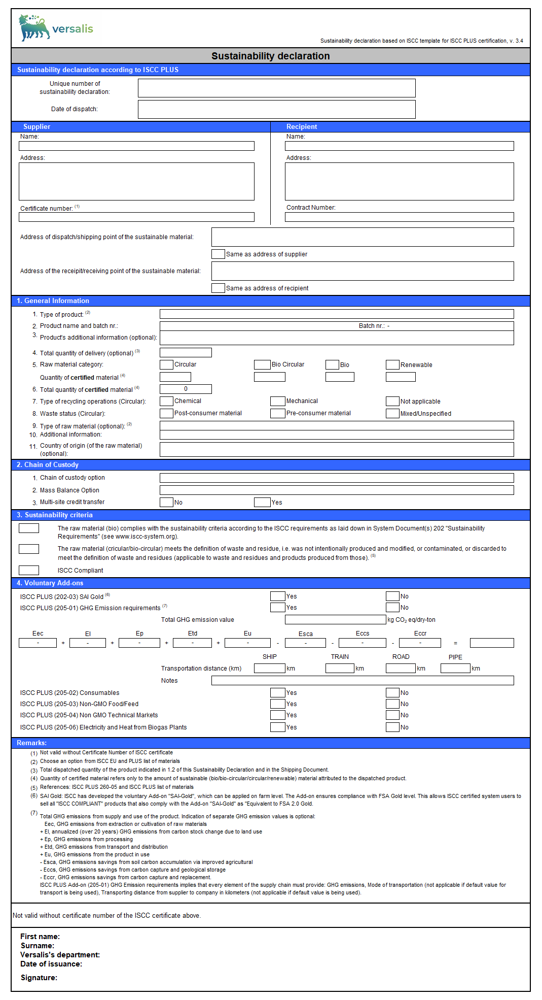 versalis
Sustainability declaration based on ISCC template for ISCC PLUS certification, v. 3.4
Sustainability declaration
Sustainability declaration according to ISCC PLUS
Unique number of
sustainability declaration:
Date of dispatch:
Supplier Recipient
Name: Name:
Address: Address:
Certificate number: (1) Contract Number:
Address of dispatch/shipping point of the sustainable material:
Same as address of supplier
Address of the receipit/receiving point of the sustainable material:
Same as address of recipient
1. General Information
1. Type of product: (2)
2. Product name and batch nr.: Batch nr.: -
3. Product's additional information (optional):
4. Total quantity of delivery (optional) (3)
5. Raw material category: Circular Bio Circular Bio Renewable
Quantity of certified material (4)
6. Total quantity of certified material (4) 0
7. Type of recycling operations (Circular): Chemical Mechanical Not applicable
8. Waste status (Circular): Post-consumer material Pre-consumer material Mixed/Unspecified
9. Type of raw material (optional): (2)
10. Additional information:
11. Country of origin (of the raw material)
(optional):
2. Chain of Custody
1. Chain of custody option
2. Mass Balance Option
3. Multi-site credit transfer No Yes
3. Sustainability criteria
The raw material (bio) complies with the sustainability criteria according to the ISCC requirements as laid down in System Document(s) 202 "Sustainability
Requirements" (see www.iscc-system.org).
The raw material (cricular/bio-circular) meets the definition of waste and residue, i.e. was not intentionally produced and modified, or contaminated, or discarded to
meet the definition of waste and residues (applicable to waste and residues and products produced from those). (5)
ISCC Compliant
4. Voluntary Add-ons
ISCC PLUS (202-03) SAI Gold (6) Yes No
ISCC PLUS (205-01) GHG Emission requirements (7) Yes No
Total GHG emission value kg CO2 eq/dry-ton
Eec El Ep Etd Eu Esca Eccs Eccr
- + - + - + - + - - - - - - - =
SHIP TRAIN ROAD PIPE
Transportation distance (km) km km km km
Notes
ISCC PLUS (205-02) Consumables Yes No
ISCC PLUS (205-03) Non-GMO Food/Feed Yes No
ISCC PLUS (205-04) Non GMO Technical Markets Yes No
ISCC PLUS (205-06) Electricity and Heat from Biogas Plants Yes No
Remarks:
(1) Not valid without Certificate Number of ISCC certificate
(2) Choose an option from ISCC EU and PLUS list of materials
(3) Total dispatched quantity of the product indicated in 1.2 of this Sustainability Declaration and in the Shipping Document.
(4) Quantity of certified material refers only to the amount of sustainable (bio/bio-circular/circular/renewable) material attributed to the dispatched product.
(5) References: ISCC PLUS 260-05 and ISCC PLUS list of materials
(6) SAI Gold: ISCC has developed the voluntary Add-on "SAI-Gold", which can be applied on farm level. The Add-on ensures compliance with FSA Gold level. This allows ISCC certified system users to
sell all "ISCC COMPLIANT" products that also comply with the Add-on "SAI-Gold" as "Equivalent to FSA 2.0 Gold.
(7) Total GHG emissions from supply and use of the product. Indication of separate GHG emission values is optional:
Eec, GHG emissions from extraction or cultivation of raw materials
+ El, annualized (over 20 years) GHG emissions from carbon stock change due to land use
+ Ep, GHG emissions from processing
+ Etd, GHG emissions from transport and distribution
+ Eu, GHG emissions from the product in use
- Esca, GHG emissions savings from soil carbon accumulation via improved agricultural
- Eccs, GHG emissions savings from carbon capture and geological storage
- Eccr, GHG emissions savings from carbon capture and replacement.
ISCC PLUS Add-on (205-01) GHG Emission requirements implies that every element of the supply chain must provide: GHG emissions, Mode of transportation (not applicable if default value for
transport is being used), Transporting distance from supplier to company in kilometers (not applicable if default value is being used).
Not valid without certificate number of the ISCC certificate above.
First name:
Surname:
Versalis's department:
Date of issuance:
Signature: